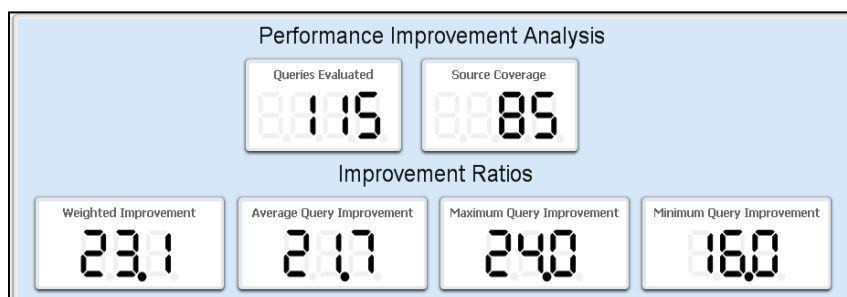 Performance Improvement Analysis
Queries Evaluated Source Coverage
115 85
Improvement Ratios
Weighted Improvement Average Query Improvement Maximum Query Improvement Minimum Query Improvement
23.1 21.7 24.0 16.0